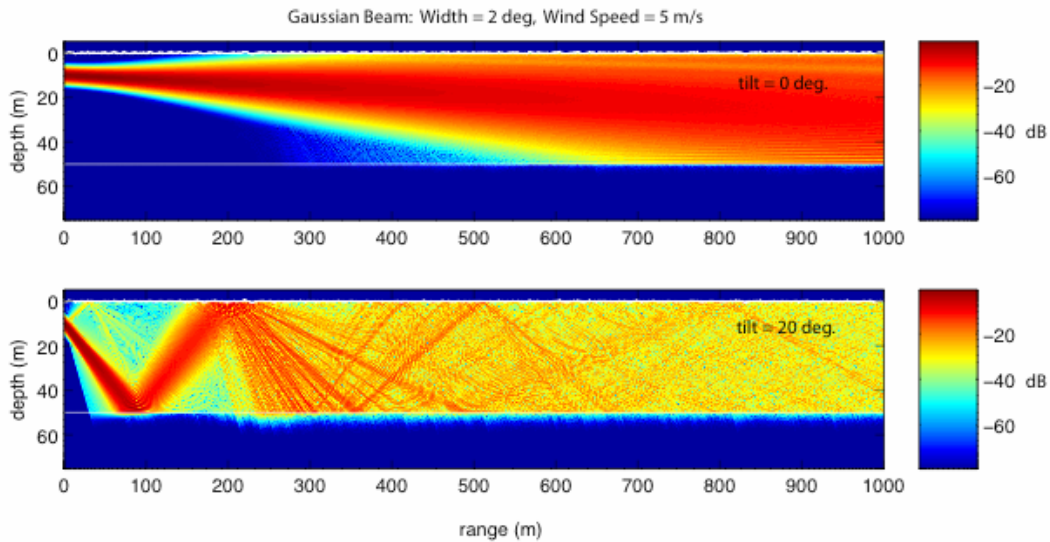 Gaussian Beam: Width = 2 deg, Wind Speed = 5 m/s
0
20
40
60
depth (m)
tilt = 0 deg.
0 100 200 300 400 500 600 700 800 900 1000
−20
−40 dB
−60
0
20
40
60
depth (m)
tilt = 20 deg.
0 100 200 300 400 500 600 700 800 900 1000
−20
−40 dB
−60
range (m)